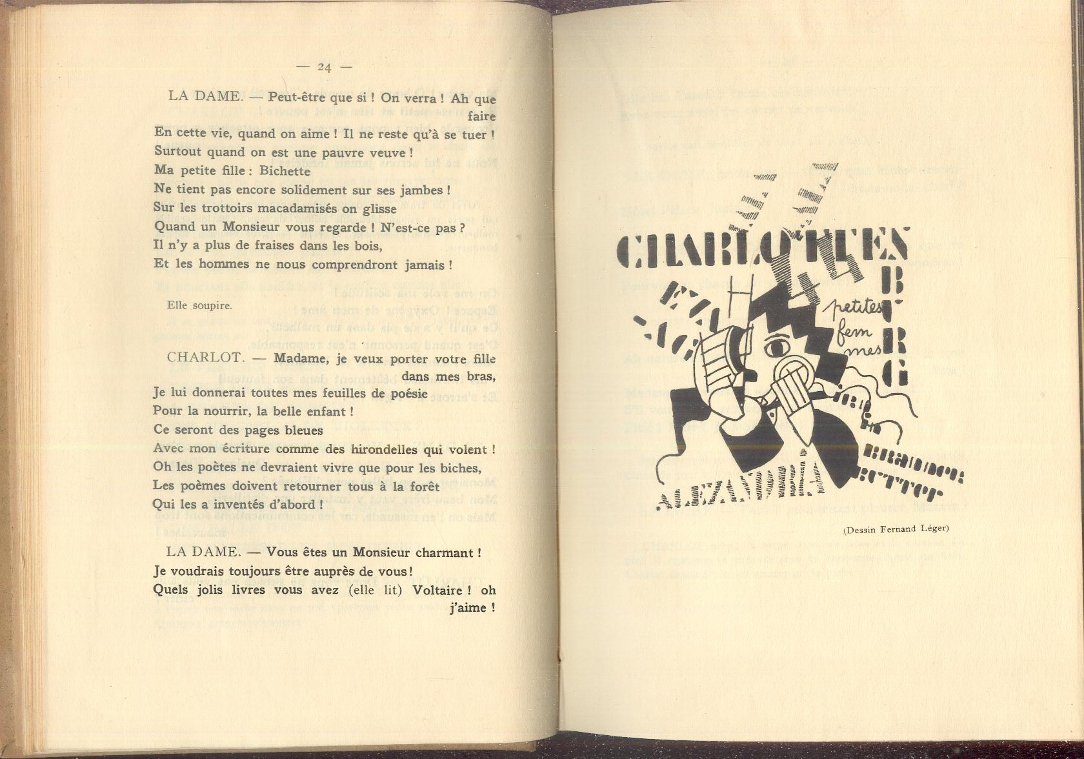 — 24 —
LA DAME. — Peut-être que si ! On verra ! Ah que
faire
En cette vie, quand on aime ! Il ne reste qu'à se tuer !
Surtout quand on est une pauvre veuve !
Ma petite fille : Bichette
Ne tient pas encore solidement sur ses jambes !
Sur les trottoirs macadamisés on glisse
Quand un Monsieur vous regarde ! N'est-ce pas ?
Il n'y a plus de fraises dans les bois,
Et les hommes ne nous comprendront jamais !
Elle soupire.
CHARLOT. — Madame, je veux porter votre fille
dans mes bras,
Je lui donnerai toutes mes feuilles de poésie
Pour la nourrir, la belle enfant !
Ce seront des pages bleues
Avec mon écriture comme des hirondelles qui volent !
Oh les poètes ne devraient vivre que pour les biches,
Les poèmes doivent retourner tous à la forêt
Qui les a inventés d'abord !
LA DAME. — Vous êtes un Monsieur charmant !
Je voudrais toujours être auprès de vous !
Quels jolis livres vous avez (elle lit) Voltaire ! oh
j'aime !
petites
fem
mes
(Dessin Fernand Léger)